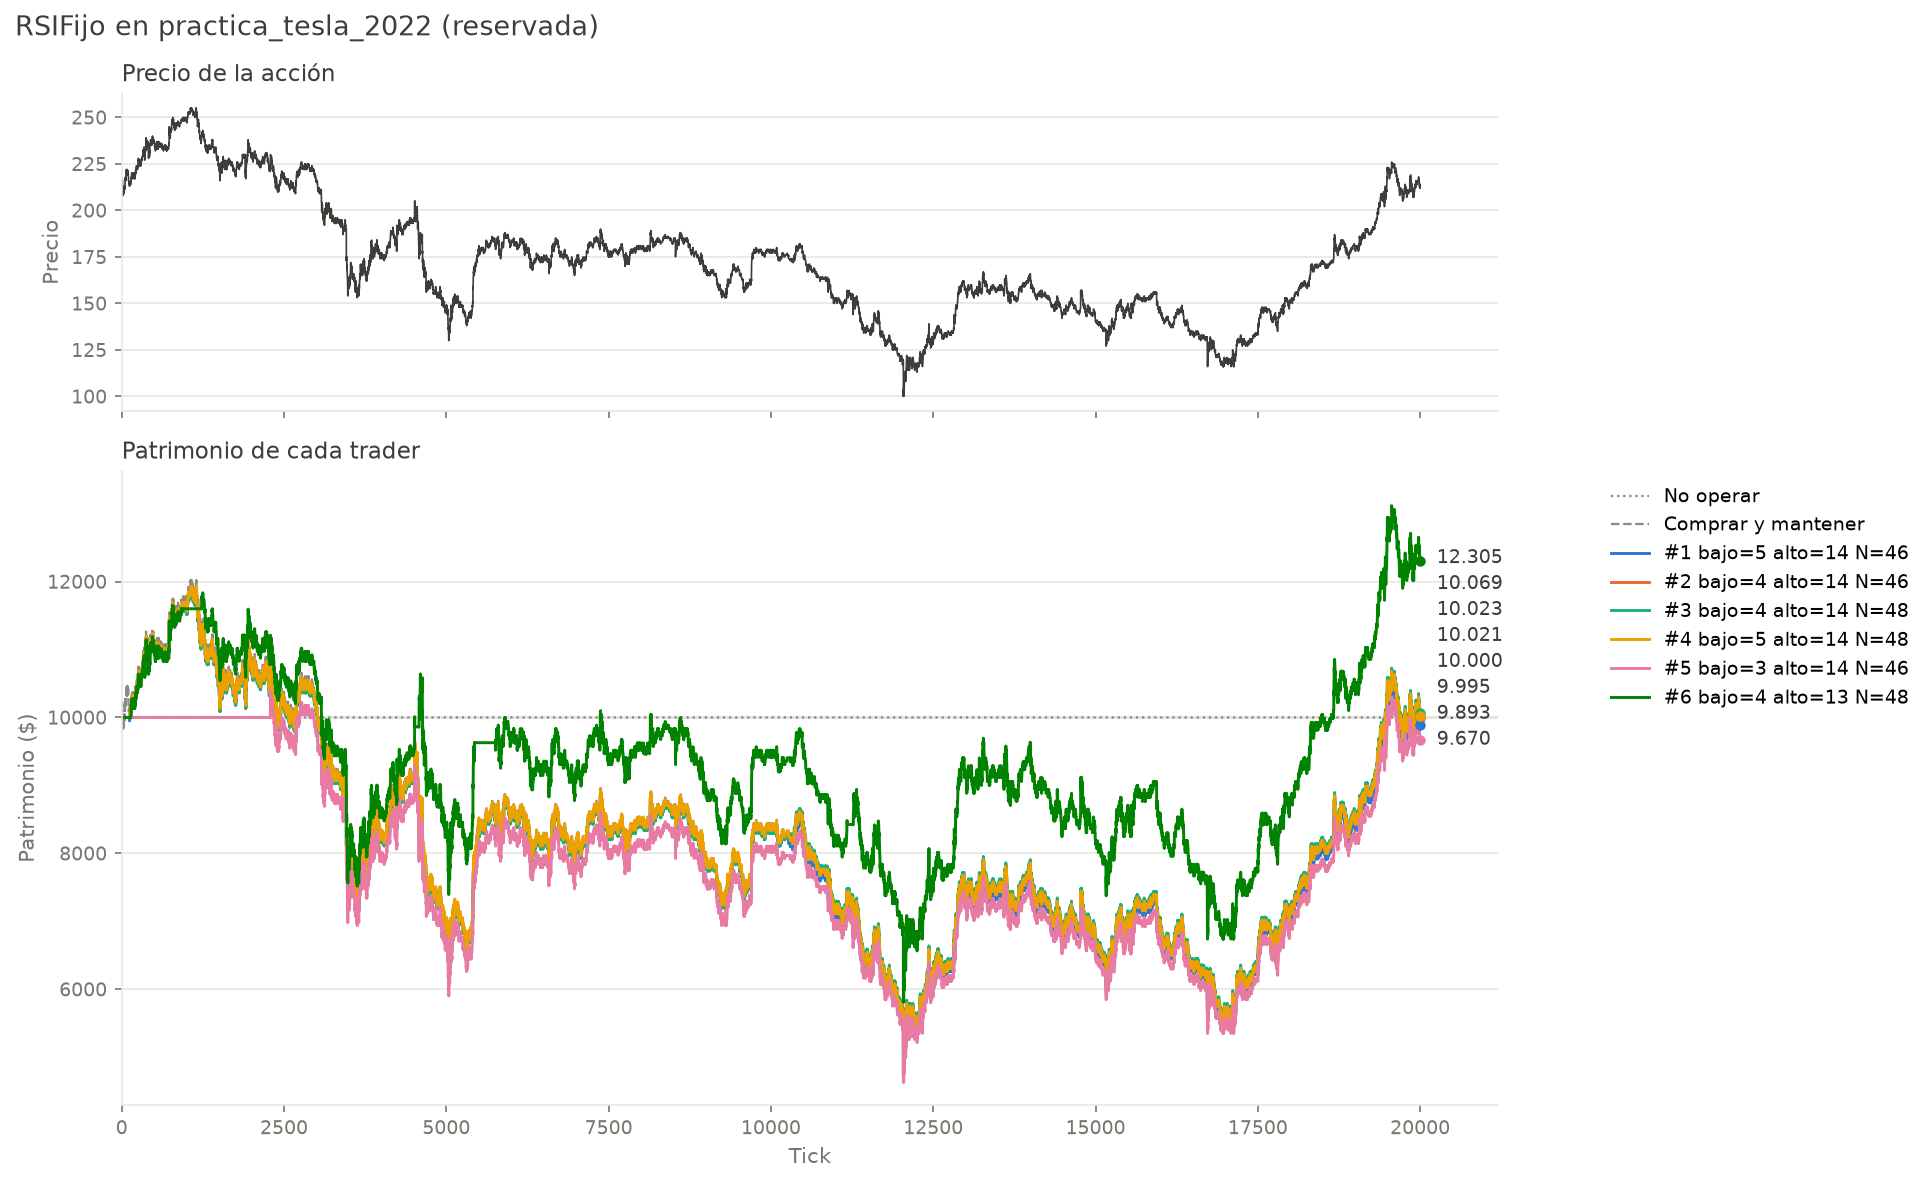 RSIFijo en practica_tesla_2022 (reservada)
Precio de la acción
250
225
200
175
150
125
100
Precio
Patrimonio de cada trader
12000
10000
8000
6000
Patrimonio ($)
0
2500
5000
7500
10000
12500
15000
17500
20000
Tick
12.305
10.069
10.023
10.021
10.000
9.995
9.893
9.670
No operar
Comprar y mantener
#1 bajo=5 alto=14 N=46
#2 bajo=4 alto=14 N=46
#3 bajo=4 alto=14 N=48
#4 bajo=5 alto=14 N=48
#5 bajo=3 alto=14 N=46
#6 bajo=4 alto=13 N=48